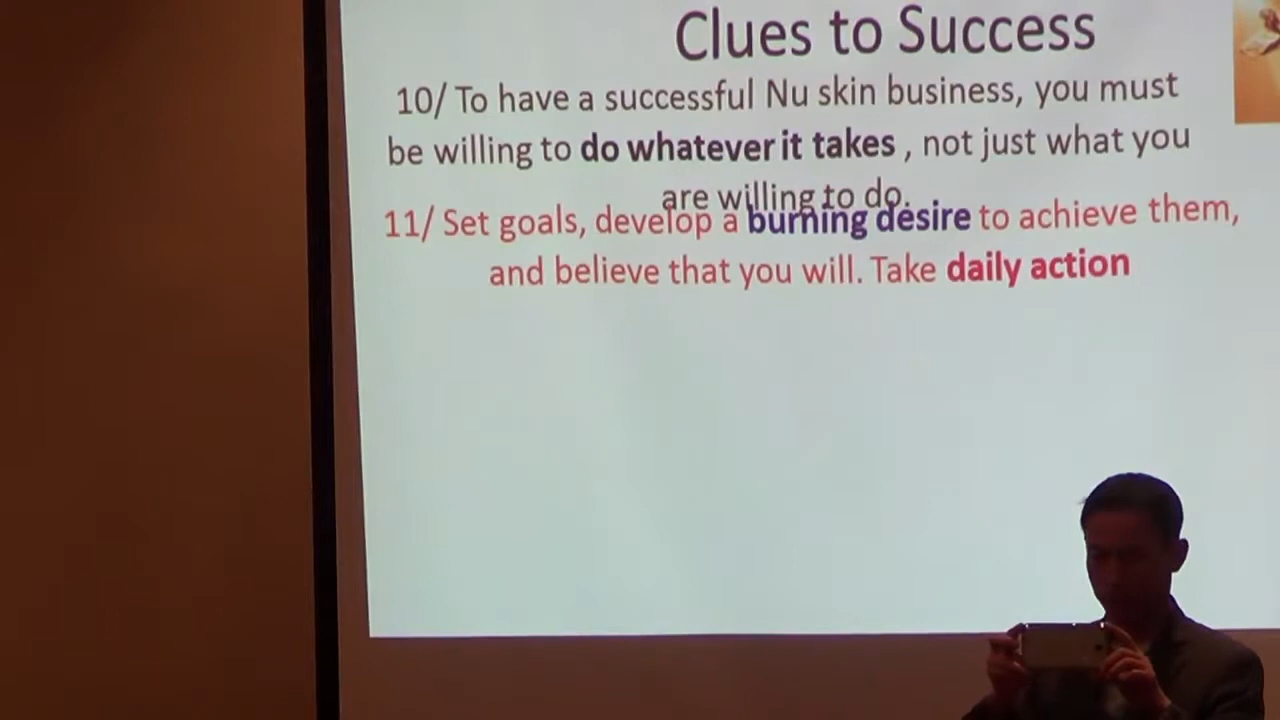 Clues to Success
10/ To have a successful Nu skin business, you must
be willing to do whatever it takes , not just what you
are willing to do.
11/ Set goals, develop a burning desire to achieve them,
and believe that you will. Take daily action